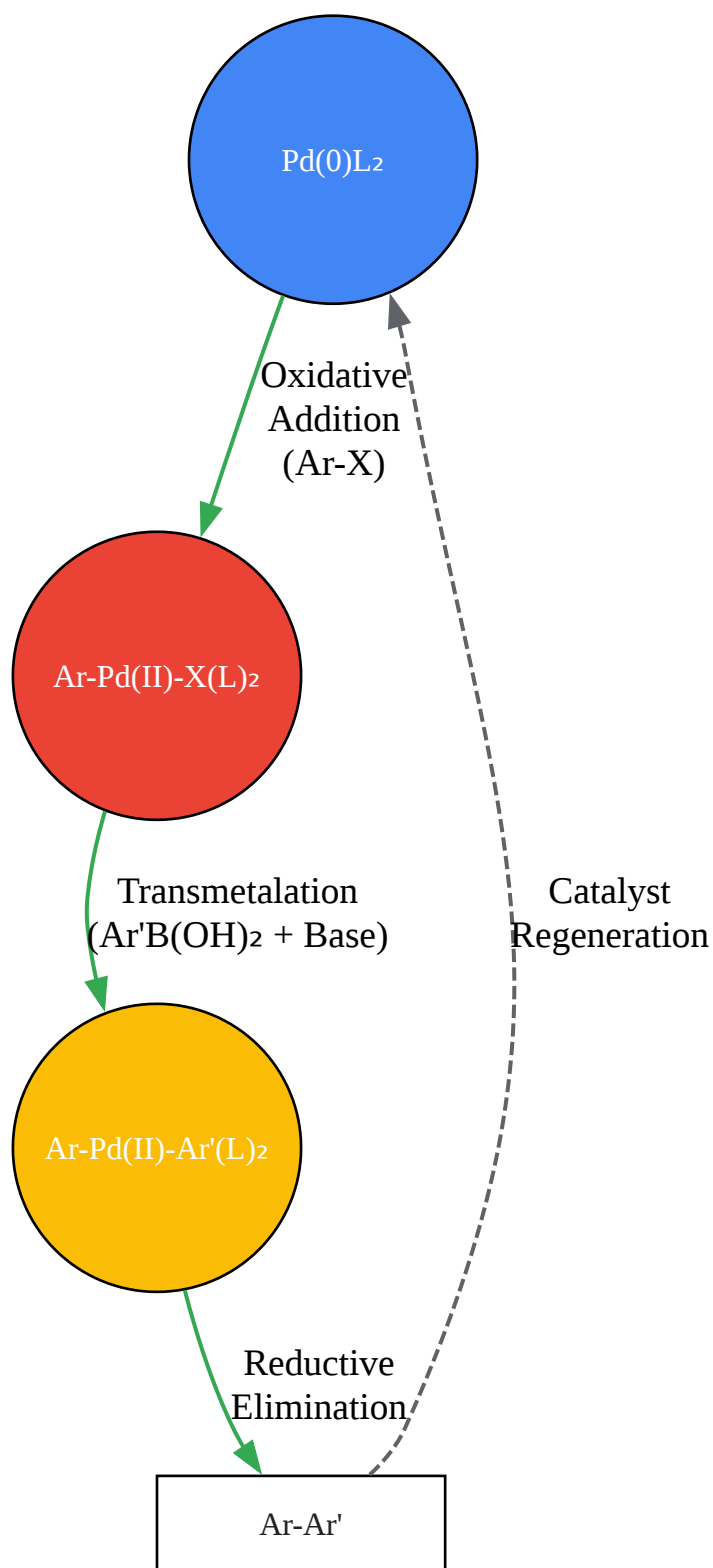 Pd(0)L₂
Oxidative
Addition
(Ar-X)
Ar-Pd(II)-X(L)₂
Transmetalation
(Ar'B(OH)₂ + Base)
Catalyst
Regeneration
Ar-Pd(II)-Ar'(L)₂
Reductive
Elimination
Ar-Ar'